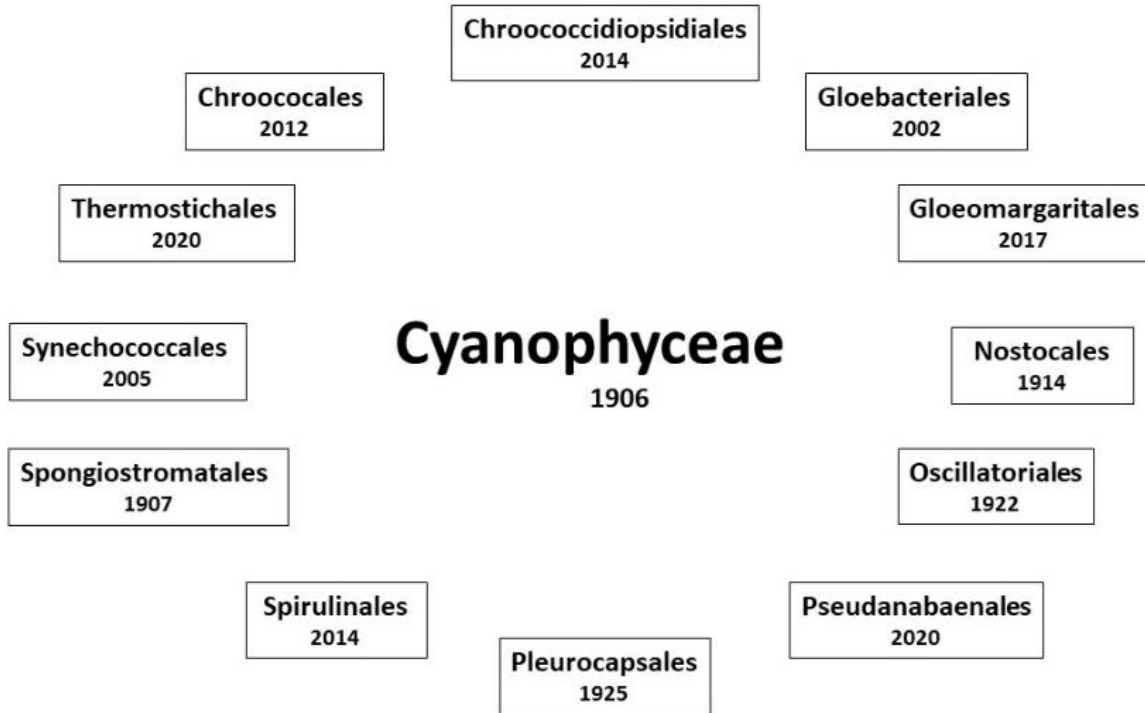 Chroococcidiopsidiales
2014
Chroococales
2012
Gloebacteriales
2002
Thermostichales
2020
Gloeomargaritales
2017
Cyanophyceae
1906
Synechococcales
2005
Nostocales
1914
Spongiostromatales
1907
Oscillatoriales
1922
Spirulinales
2014
Pseudanabaenales
2020
Pleurocapsales
1925